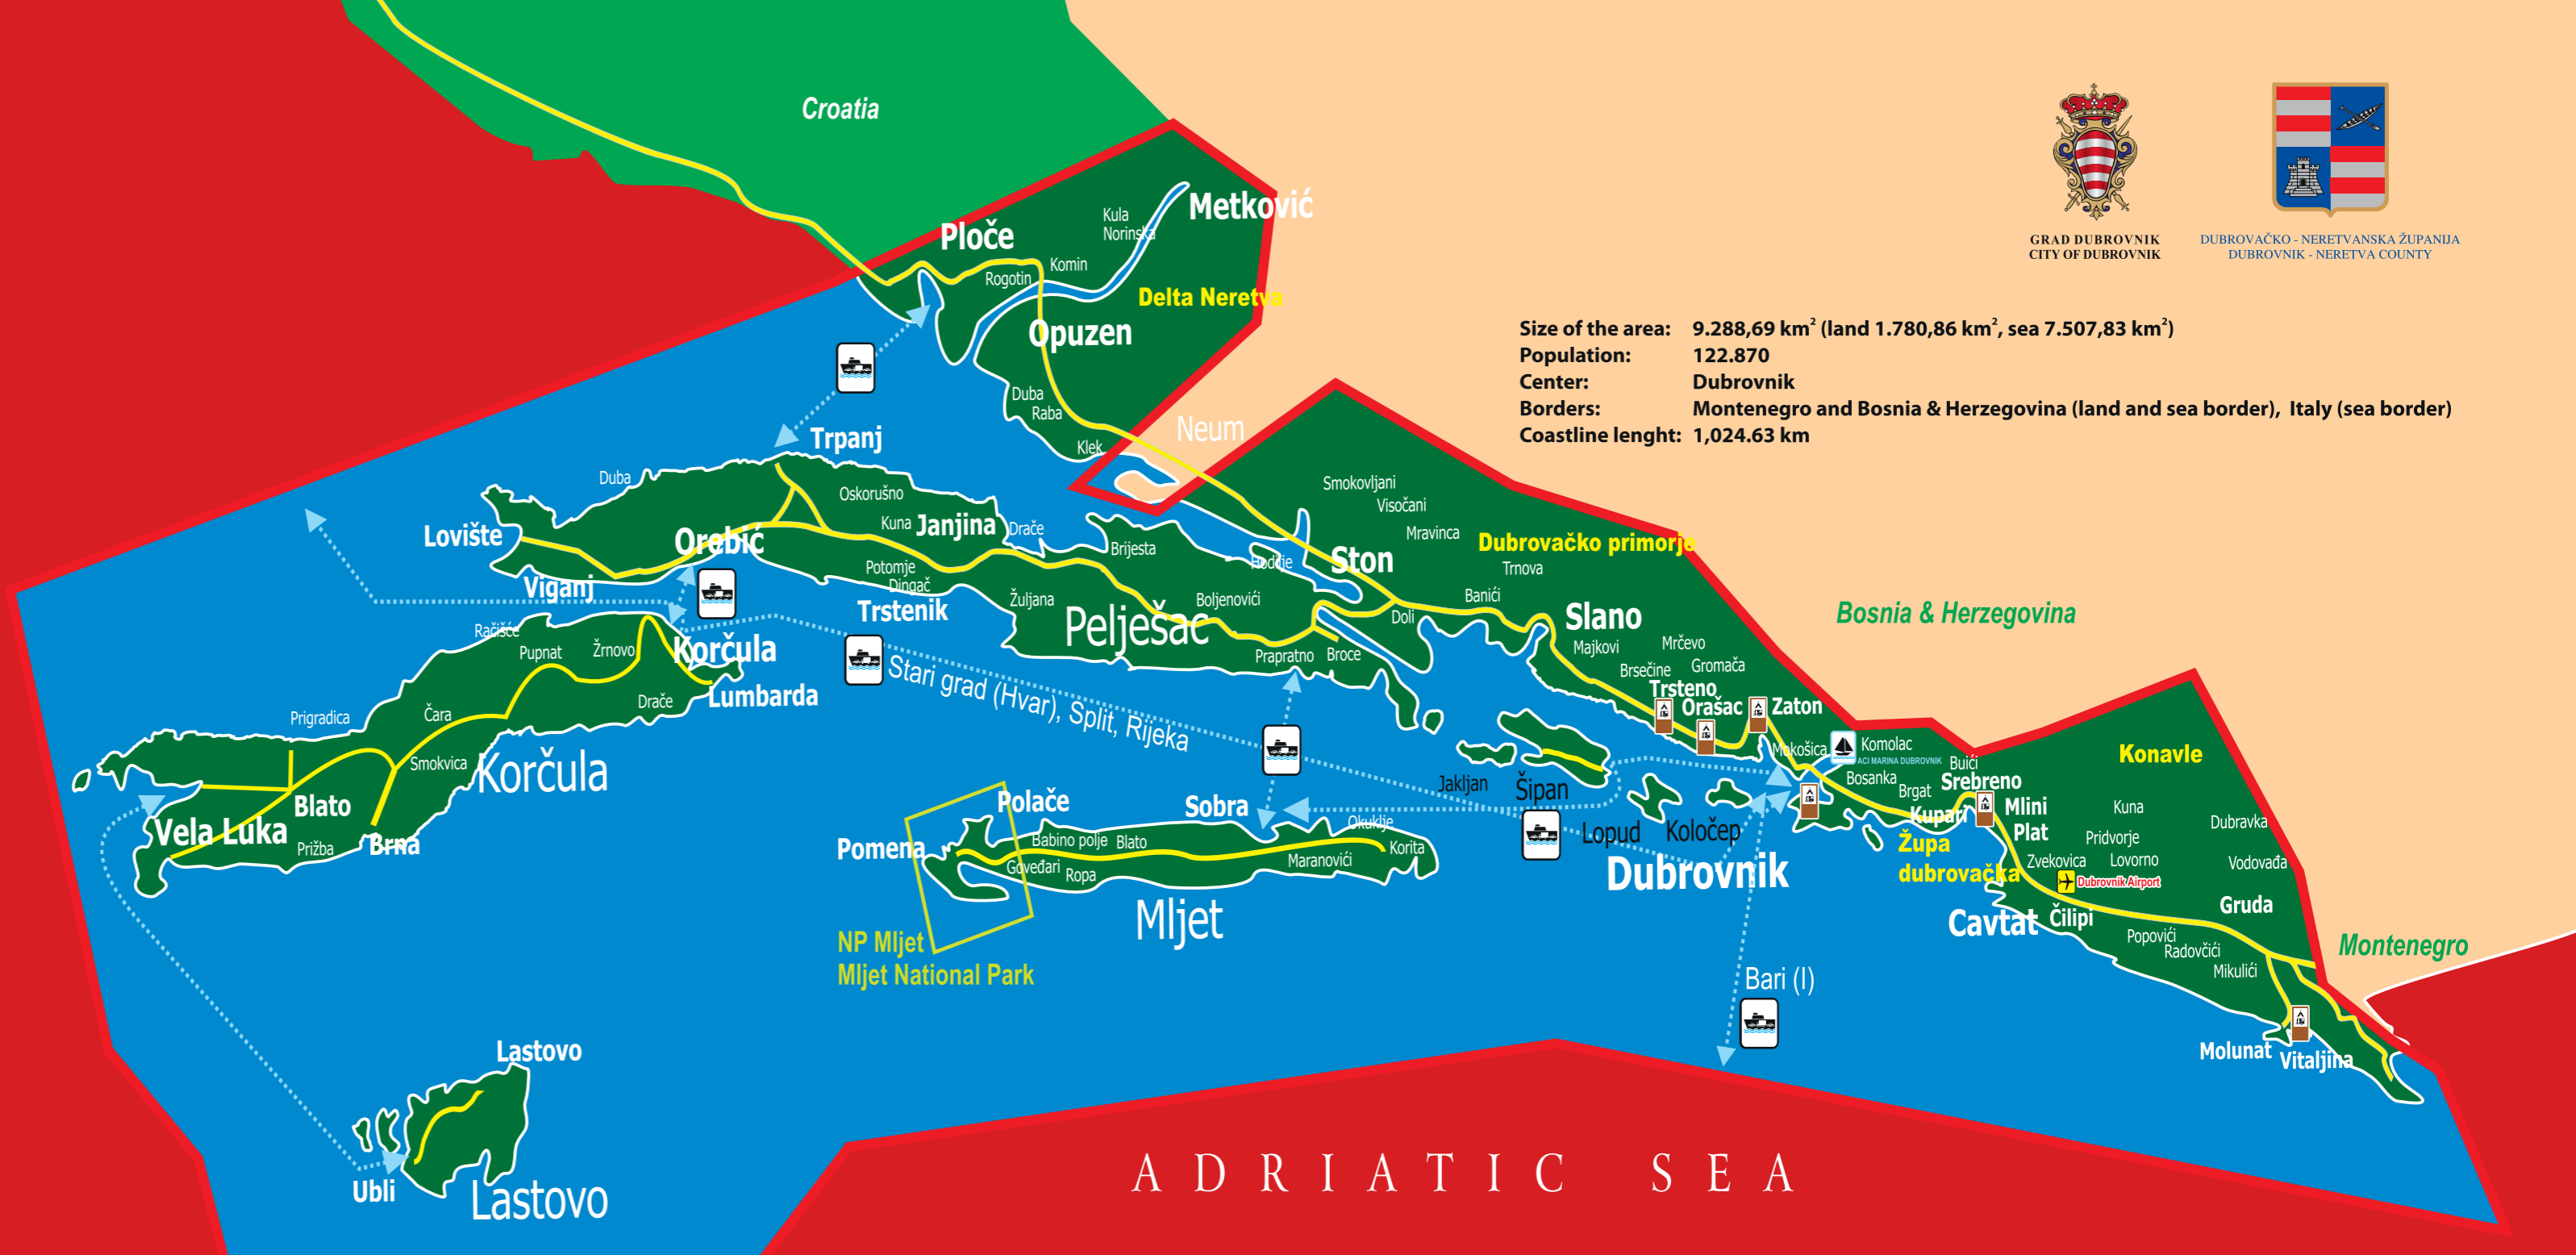 Croatia
GRAD DUBROVNIK
CITY OF DUBROVNIK
DUBROVAČKO - NERETVANSKA ŽUPANIJA
DUBROVNIK - NERETVA COUNTY
Size of the area: 9.288,69 km² (land 1.780,86 km², sea 7.507,83 km²)
Population: 122.870
Center: Dubrovnik
Borders: Montenegro and Bosnia & Herzegovina (land and sea border), Italy (sea border)
Coastline lenght: 1,024.63 km
Metković
Kula
Norinska
Ploče
Komin
Rogotin
Delta Neretva
Opuzen
Duba
Raba
Klek
Neum
Trpanj
Duba
Oskorušno
Kuna
Janjina
Drače
Lovište
Orebić
Viganj
Potomje
Dingač
Trstenik
Žuljana
Brijesta
Boljenovići
Pelješac
Hodilje
Ston
Smokovljani
Visočani
Mravinca
Dubrovačko primorje
Trnova
Banići
Doli
Slano
Prapratno
Broce
Majkovi
Mrčevo
Brsečine
Gromača
Trsteno
Orašac
Zaton
Bosnia & Herzegovina
Račišće
Pupnat
Žrnovo
Korčula
Lumbarda
Drače
Prigradica
Čara
Smokvica
Korčula
Blato
Vela Luka
Prižba
Brna
Stari grad (Hvar), Split, Rijeka
Jakljan
Šipan
Lopud
Koločep
Mokošica
Komolac
ACI MARINA DUBROVNIK
Buići
Bosanka
Brgat
Srebreno
Kupari
Mlini
Plat
Župa
dubrovačka
Konavle
Kuna
Dubravka
Pridvorje
Zvekovica
Lovorno
Vodovađa
Dubrovnik Airport
Dubrovnik
Cavtat
Čilipi
Gruda
Popovići
Radovčići
Mikulići
Montenegro
Molunat
Vitaljina
Polače
Sobra
Okuklje
Pomena
Babino polje
Blato
Goveđari
Ropa
Maranovići
Korita
Mljet
NP Mljet
Mljet National Park
Bari (I)
Lastovo
Ubli
Lastovo
ADRIATIC SEA